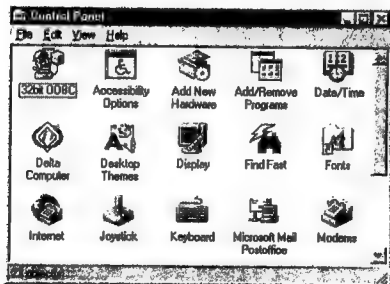 Control Panel
File Edit View Help
32bit ODBC
Accessibility Options
Add New Hardware
Add/Remove Programs
Date/Time
Delta Computer
Desktop Themes
Display
Find Fast
Fonts
Internet
Joystick
Keyboard
Microsoft Mail Postoffice
Modems